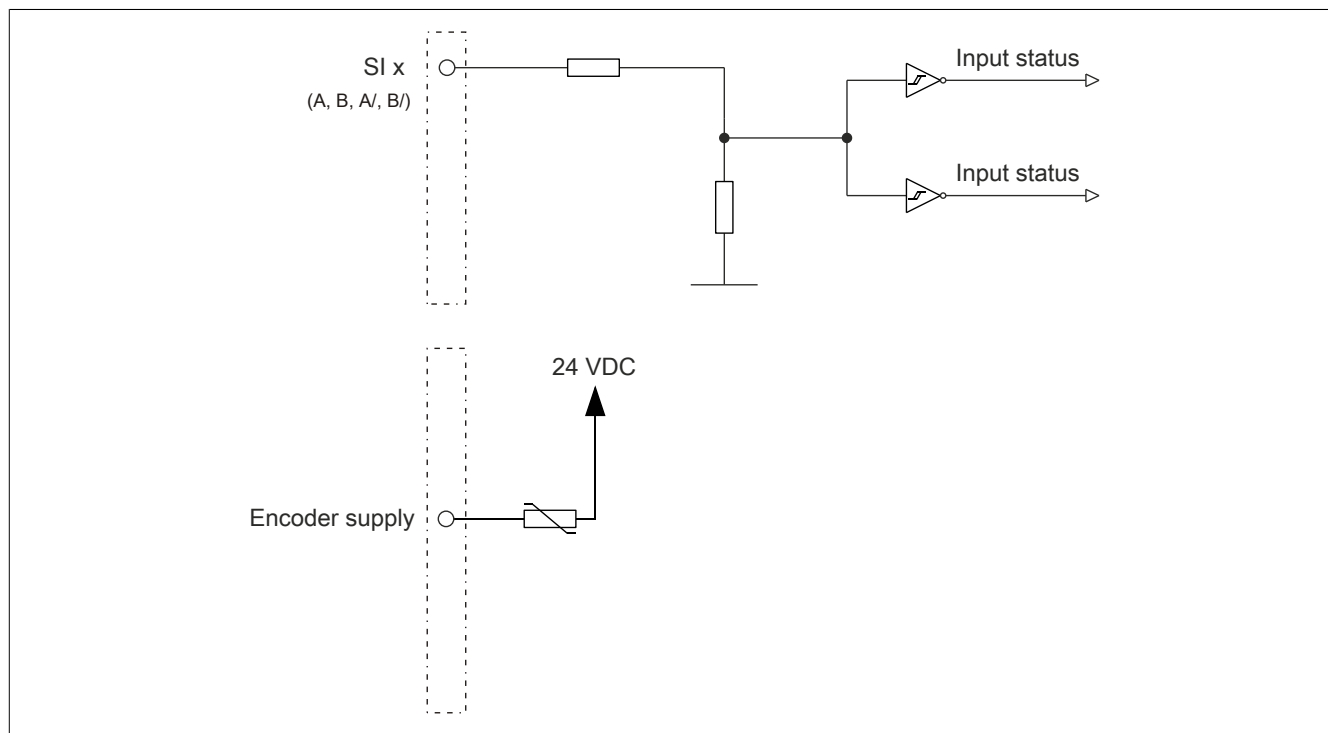 SI x
(A, B, A/, B/)
Input status
Input status
24 VDC
Encoder supply